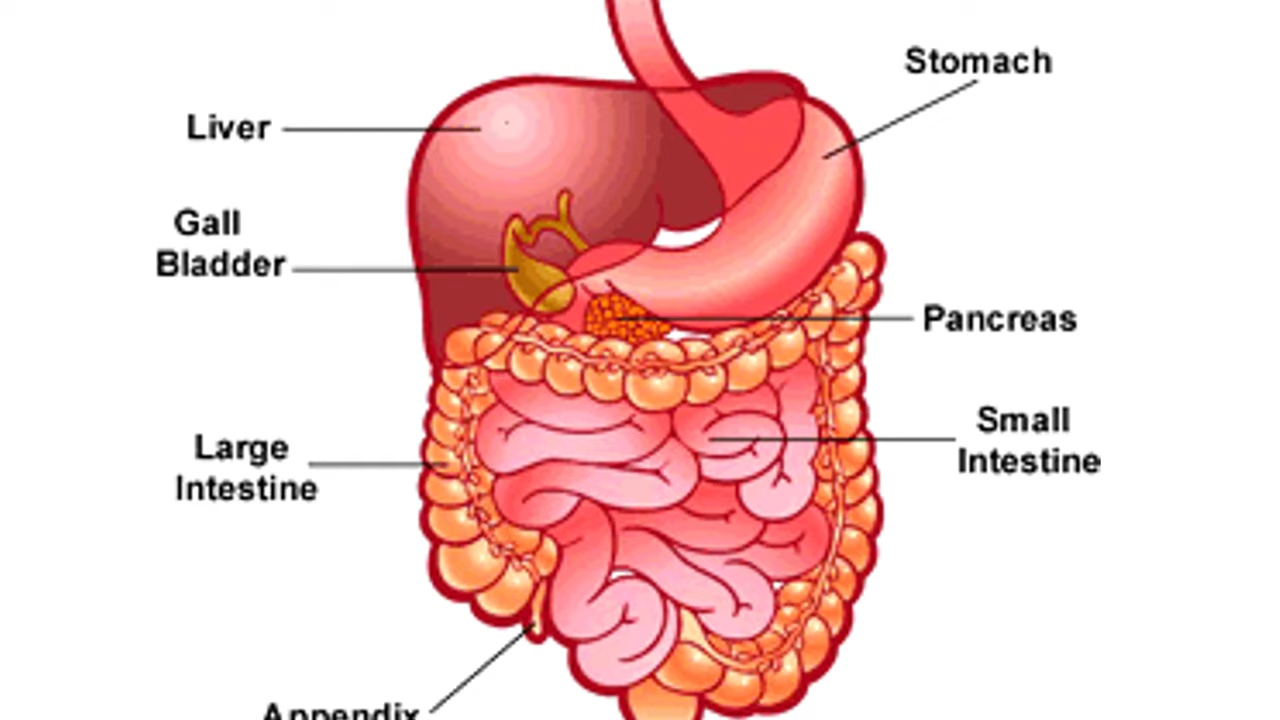 Stomach
Liver
Gall
Bladder
Pancreas
Small
Intestine
Large
Intestine
Appendix